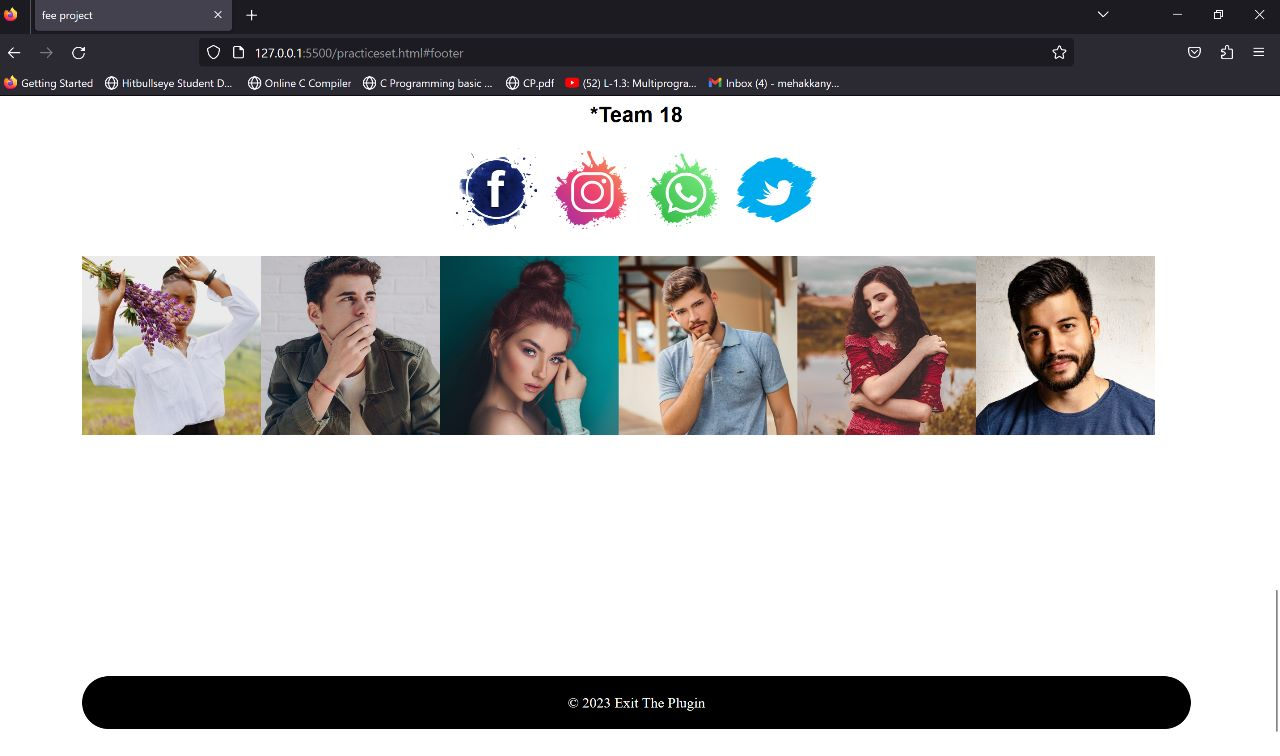 fee project
127.0.0.1:5500/practiceset.html#footer
Getting Started Hitbullseye Student D... Online C Compiler C Programming basic ... CP.pdf (52) L-1.3: Multiprogra... Inbox (4) - mehakkany...
*Team 18
f
© 2023 Exit The Plugin